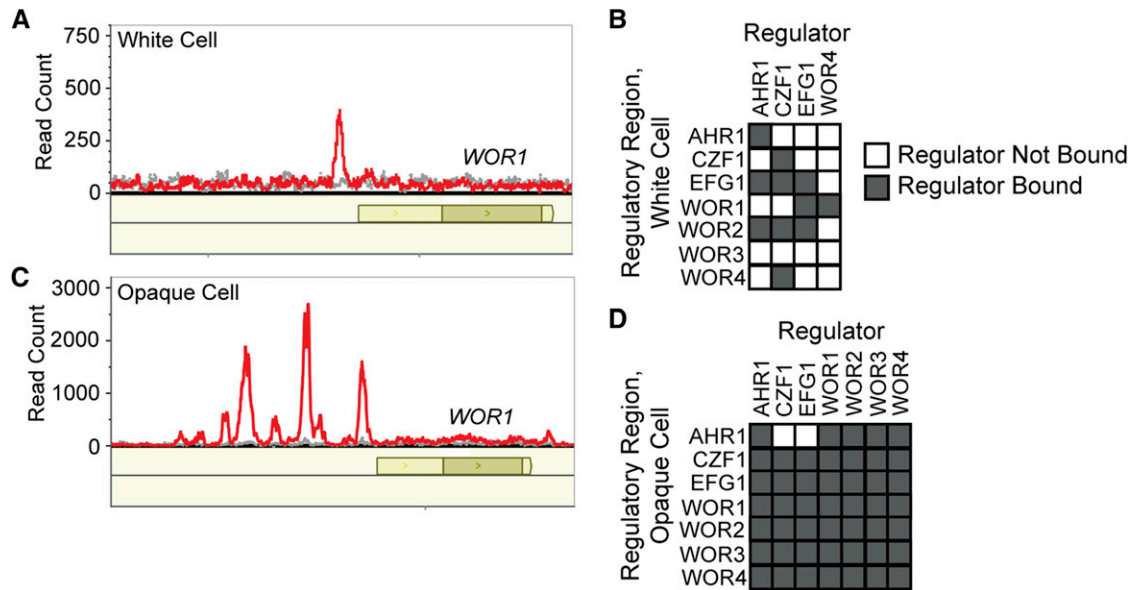 A
White Cell
Read Count
750
500
250
0
WOR1
B
Regulator
AHR1
CZF1
EFG1
WOR4
Regulatory Region,
White Cell
AHR1
CZF1
EFG1
WOR1
WOR2
WOR3
WOR4
Regulator Not Bound
Regulator Bound
C
Opaque Cell
Read Count
3000
2000
1000
0
WOR1
D
Regulator
AHR1
CZF1
EFG1
WOR1
WOR2
WOR3
WOR4
Regulatory Region,
Opaque Cell
AHR1
CZF1
EFG1
WOR1
WOR2
WOR3
WOR4